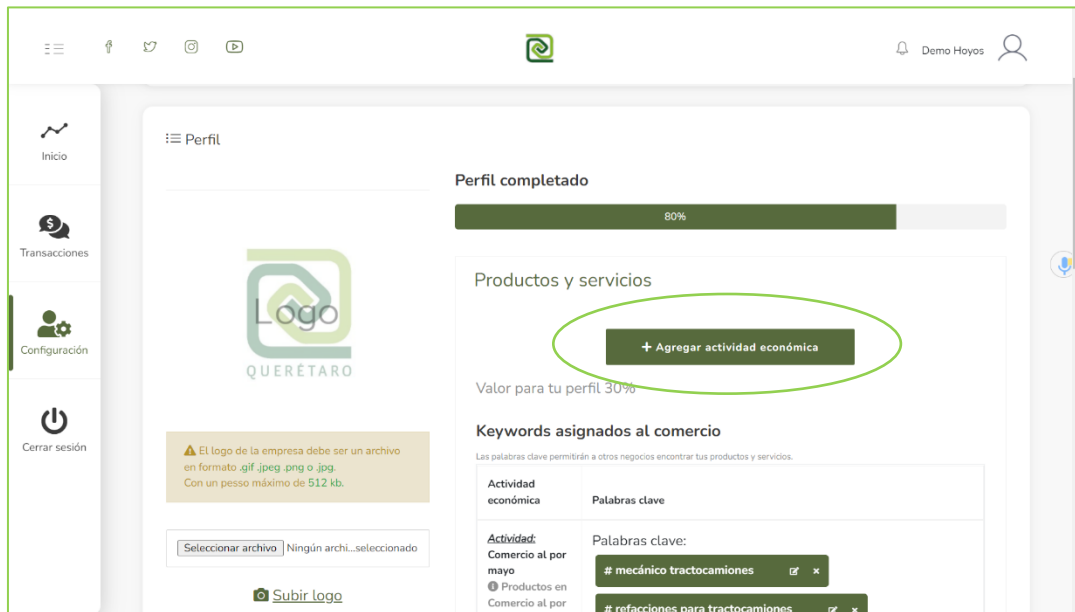 Demo Hoyos
Inicio
Transacciones
Configuración
Cerrar sesión
Perfil
Logo
QUERÉTARO
El logo de la empresa debe ser un archivo
en formato .gif .jpeg .png o .jpg.
Con un pesso máximo de 512 kb.
Seleccionar archivo Ningún archi...seleccionado
Subir logo
Perfil completado
80%
Productos y servicios
+ Agregar actividad económica
Valor para tu perfil 30%
Keywords asignados al comercio
Las palabras clave permitirán a otros negocios encontrar tus productos y servicios.
Actividad
económica
Palabras clave
Actividad:
Comercio al por
mayo
Productos en
Comercio al por
Palabras clave:
# mecánico tractocamiones ×
# refacciones para tractocamiones ×